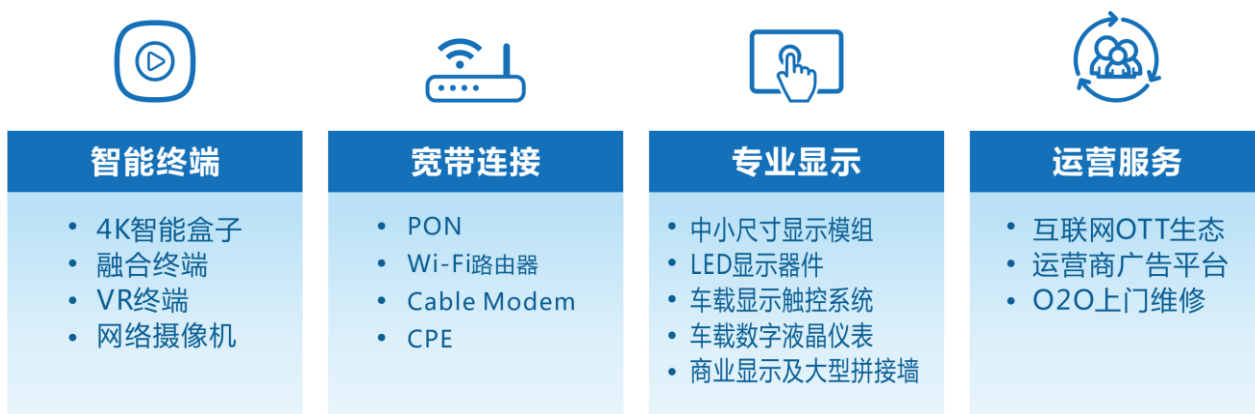 智能终端
• 4K智能盒子
• 融合终端
• VR终端
• 网络摄像机
宽带连接
• PON
• Wi-Fi路由器
• Cable Modem
• CPE
专业显示
• 中小尺寸显示模组
• LED显示器件
• 车载显示触控系统
• 车载数字液晶仪表
• 商业显示及大型拼接墙
运营服务
• 互联网OTT生态
• 运营商广告平台
• O2O上门维修